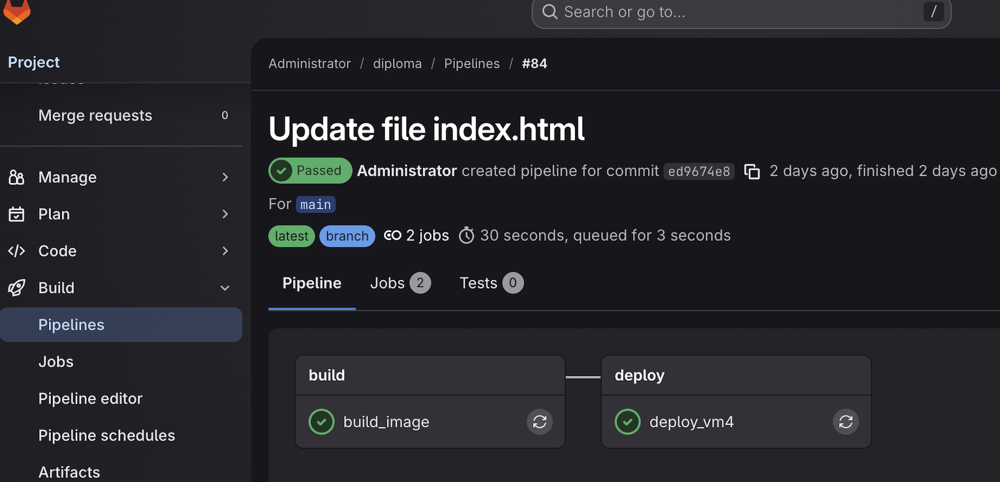 Search or go to...
/
Project
Administrator / diploma / Pipelines / #84
Merge requests 0
Update file index.html
Passed Administrator created pipeline for commit ed9674e8 2 days ago, finished 2 days ago
For main
latest branch 2 jobs 30 seconds, queued for 3 seconds
Manage
Plan
Code
Build
Pipelines
Jobs
Pipeline editor
Pipeline schedules
Artifacts
Pipeline Jobs 2 Tests 0
build
build_image
deploy
deploy_vm4